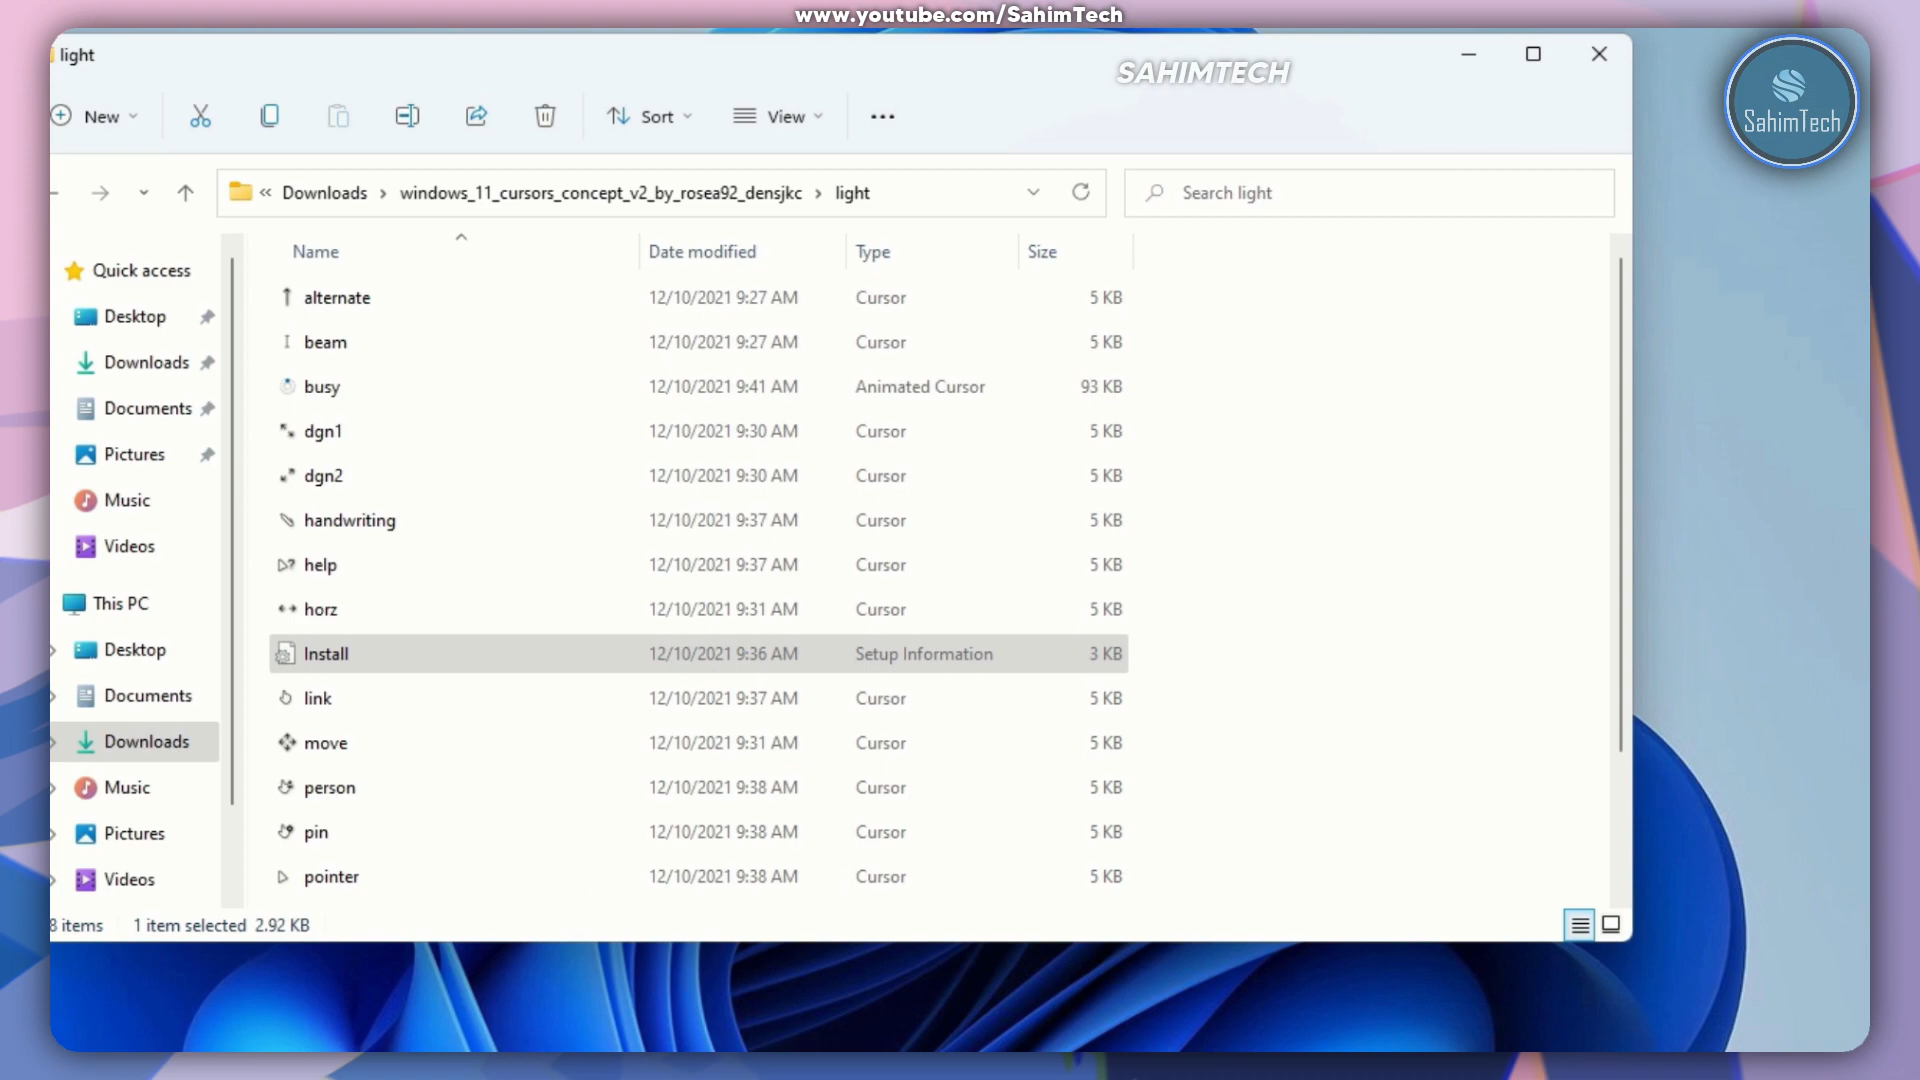 www.youtube.com/SahimTech
light
SAHIMTECH
SahimTech
New
Sort
View
« Downloads › windows_11_cursors_concept_v2_by_rosea92_densjkc › light
Search light
Name Date modified Type Size
Quick access
Desktop
Downloads
Documents
Pictures
Music
Videos
This PC
Desktop
Documents
Downloads
Music
Pictures
Videos
alternate 12/10/2021 9:27 AM Cursor 5 KB
beam 12/10/2021 9:27 AM Cursor 5 KB
busy 12/10/2021 9:41 AM Animated Cursor 93 KB
dgn1 12/10/2021 9:30 AM Cursor 5 KB
dgn2 12/10/2021 9:30 AM Cursor 5 KB
handwriting 12/10/2021 9:37 AM Cursor 5 KB
help 12/10/2021 9:37 AM Cursor 5 KB
horz 12/10/2021 9:31 AM Cursor 5 KB
Install 12/10/2021 9:36 AM Setup Information 3 KB
link 12/10/2021 9:37 AM Cursor 5 KB
move 12/10/2021 9:31 AM Cursor 5 KB
person 12/10/2021 9:38 AM Cursor 5 KB
pin 12/10/2021 9:38 AM Cursor 5 KB
pointer 12/10/2021 9:38 AM Cursor 5 KB
8 items 1 item selected 2.92 KB